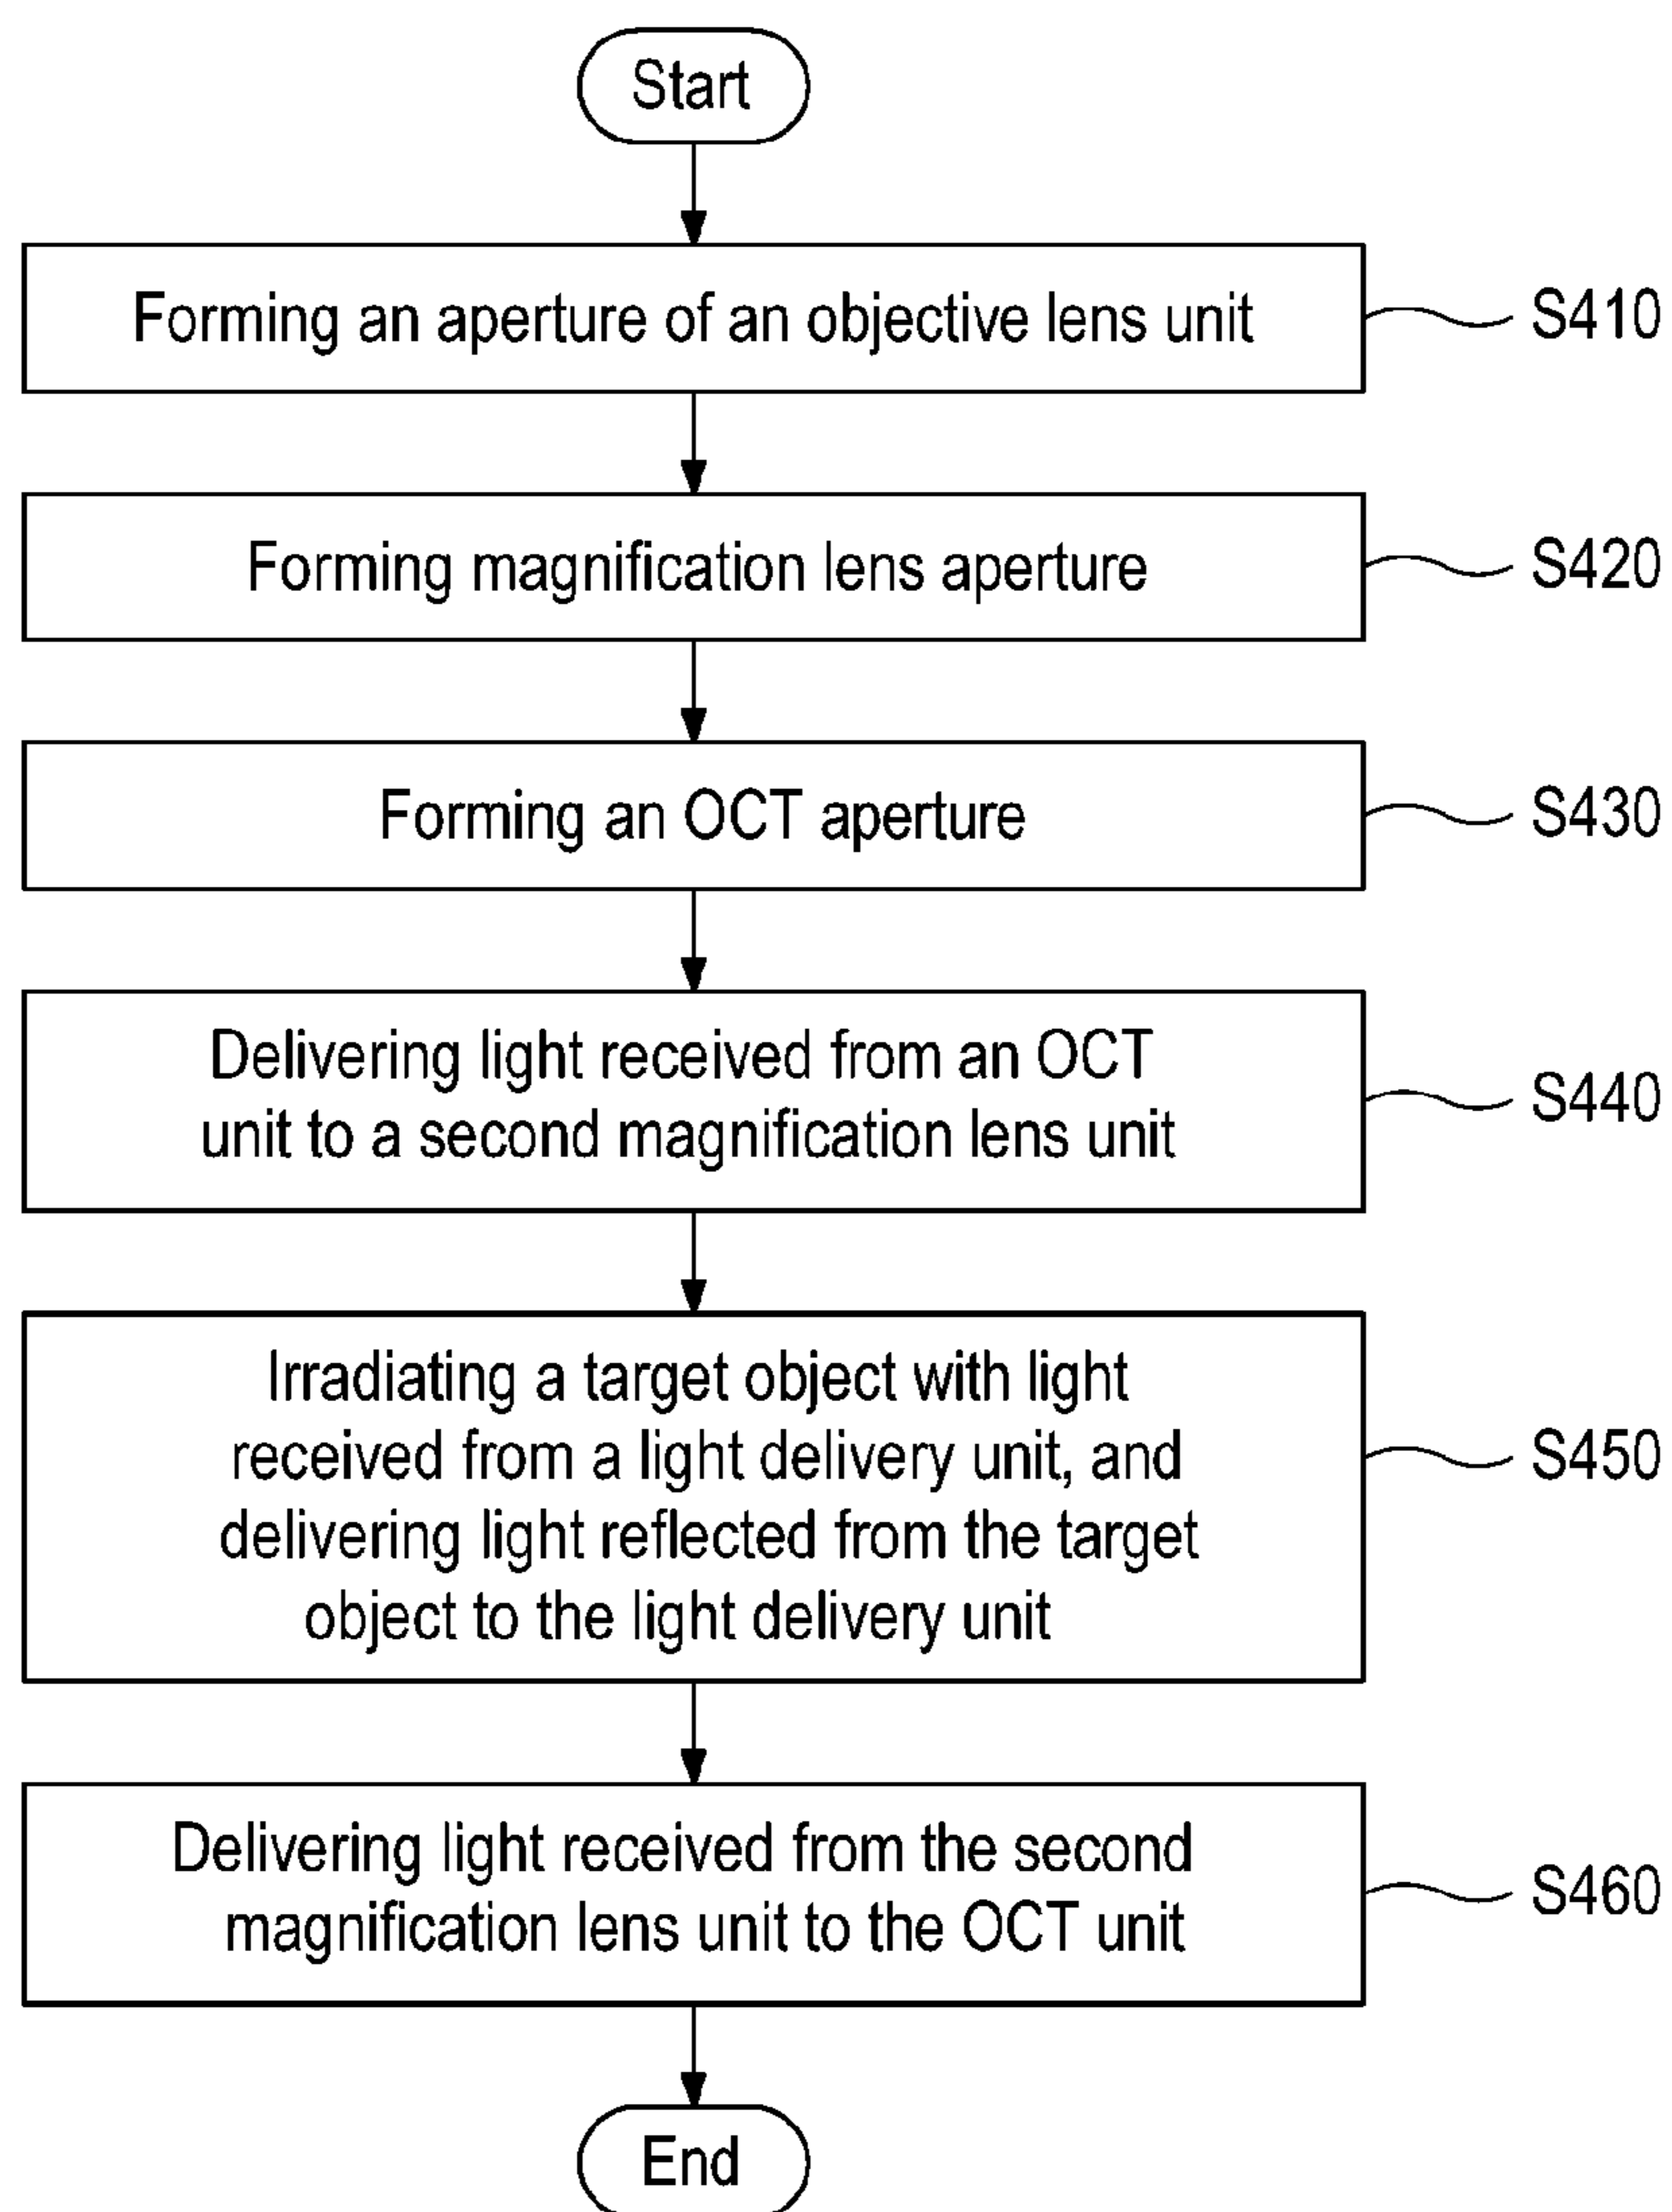 Start
Forming an aperture of an objective lens unit
S410
Forming magnification lens aperture
S420
Forming an OCT aperture
S430
Delivering light received from an OCT
unit to a second magnification lens unit
S440
Irradiating a target object with light
received from a light delivery unit, and
delivering light reflected from the target
object to the light delivery unit
S450
Delivering light received from the second
magnification lens unit to the OCT unit
S460
End